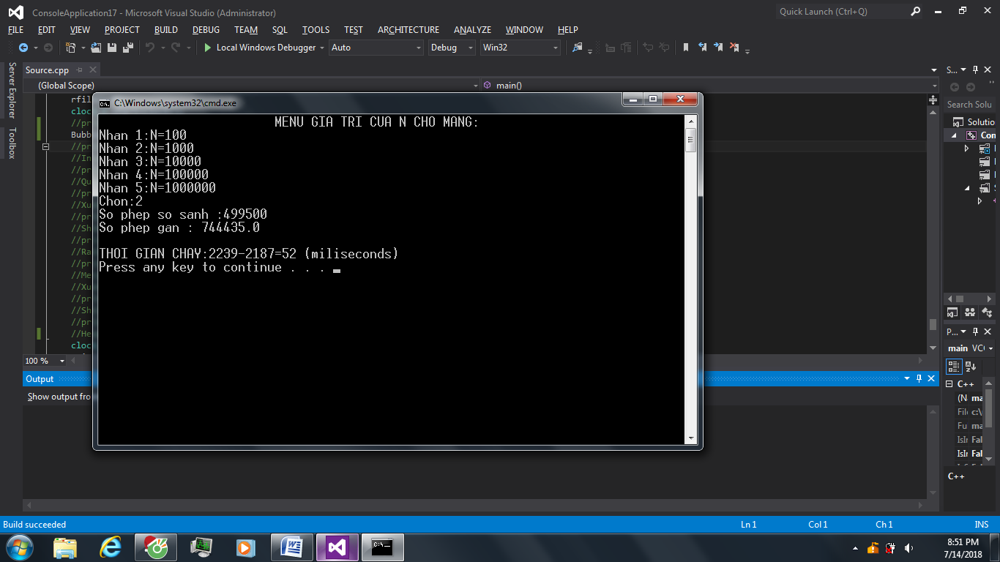 ConsoleApplication17 - Microsoft Visual Studio (Administrator)
Quick Launch (Ctrl+Q)
FILE EDIT VIEW PROJECT BUILD DEBUG TEAM SQL TOOLS TEST ARCHITECTURE ANALYZE WINDOW HELP
Local Windows Debugger Auto Debug Win32
Server Explorer
Toolbox
Source.cpp
(Global Scope) main()
rfil
cloc
//pr
Bubb
//pr
//In
//pr
//Qu
//pr
//Xu
//pr
//Sh
//pr
//Ra
//pr
//Me
//Xu
//pr
//Sh
//pr
//He
cloc
C:\Windows\system32\cmd.exe
MENU GIA TRI CUA N CHO MANG:
Nhan 1:N=100
Nhan 2:N=1000
Nhan 3:N=10000
Nhan 4:N=100000
Nhan 5:N=1000000
Chon:2
So phep so sanh :499500
So phep gan : 744435.0
THOI GIAN CHAY:2239-2187=52 (miliseconds)
Press any key to continue . . .
S...
Search Solu
Solutio
Con
P...
main VC
C++
(N ma
File c:\
Fu ma
IsIr Fal
IsIr Fal
C++
100 %
Output
Show output fro
Build succeeded Ln 1 Col 1 Ch 1 INS
8:51 PM
7/14/2018